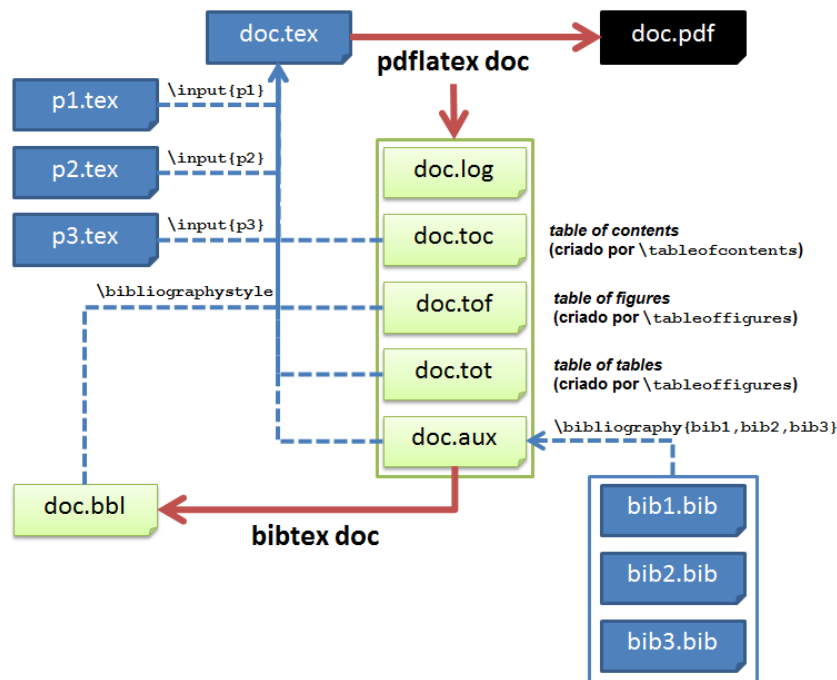 doc.tex
doc.pdf
pdflatex doc
p1.tex
\input{p1}
p2.tex
\input{p2}
p3.tex
\input{p3}
doc.log
doc.toc
table of contents
(criado por \tableofcontents)
\bibliographystyle
doc.tof
table of figures
(criado por \tableoffigures)
doc.tot
table of tables
(criado por \tableoffigures)
doc.aux
\bibliography{bib1,bib2,bib3}
doc.bbl
bibtex doc
bib1.bib
bib2.bib
bib3.bib